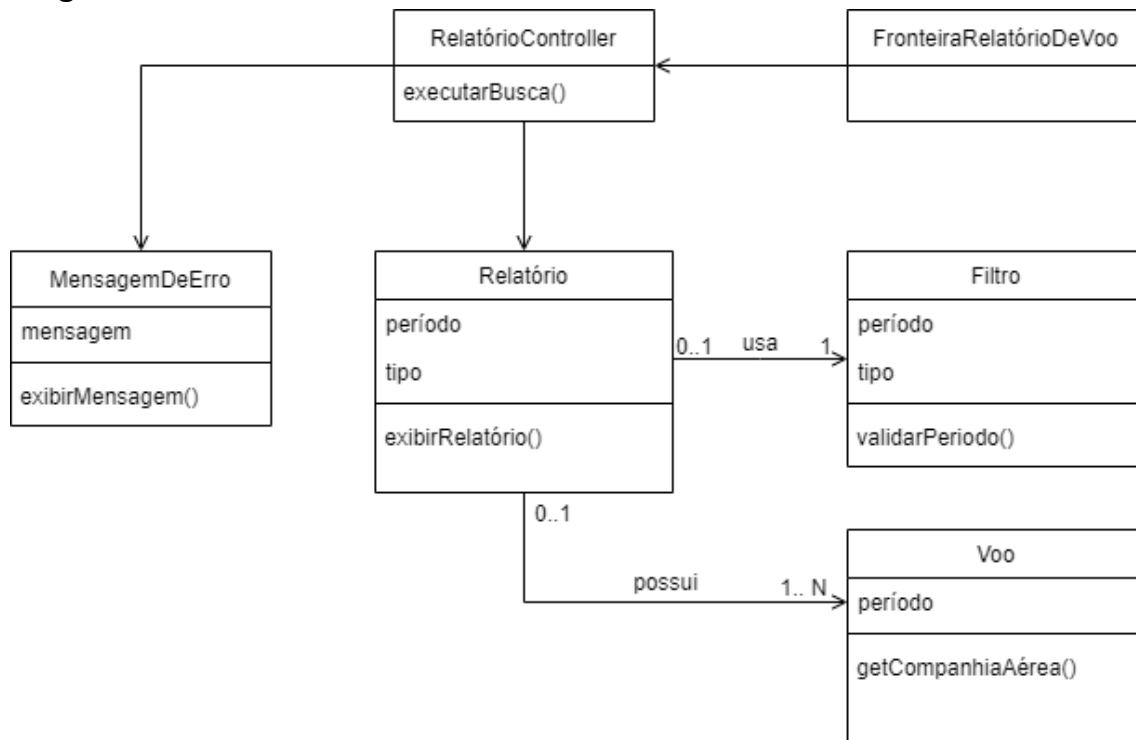 RelatórioController
executarBusca()
FronteiraRelatórioDeVoo
MensagemDeErro
mensagem
exibirMensagem()
Relatório
período
tipo
exibirRelatório()
0..1 usa 1
Filtro
período
tipo
validarPeriodo()
0..1
possui 1.. N
Voo
período
getCompanhiaAérea()